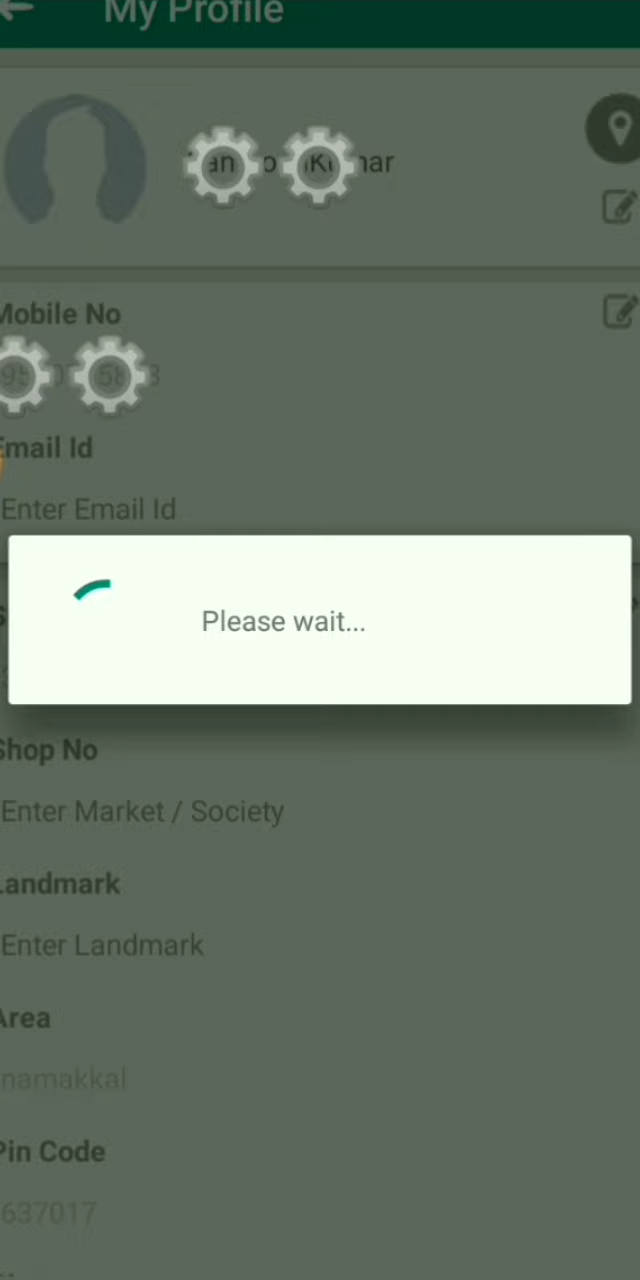 My Profile
Mobile No
Email Id
Enter Email Id
Please wait...
Shop No
Enter Market / Society
Landmark
Enter Landmark
Area
namakkal
Pin Code
637017